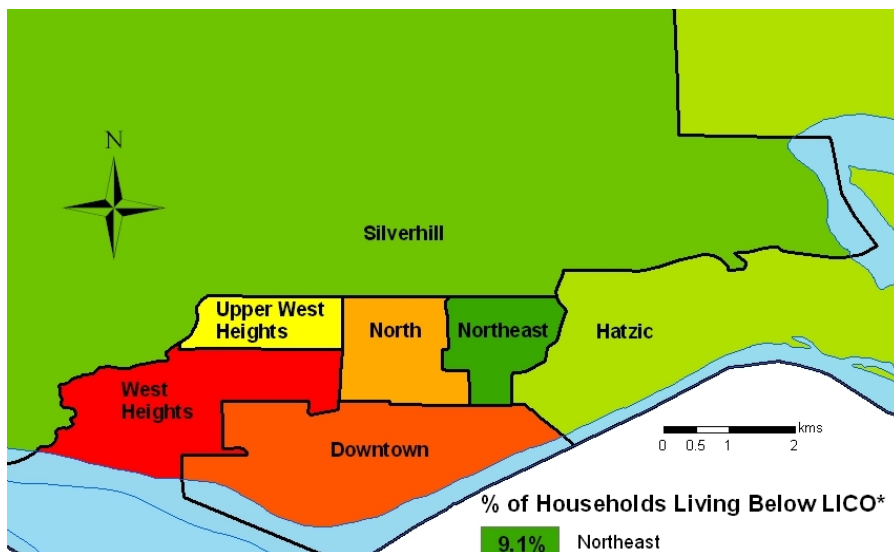 N
Silverhill
Upper West
Heights
North
Northeast
Hatzic
West
Heights
Downtown
kms
0 0.5 1 2
% of Households Living Below LICO*
9.1% Northeast